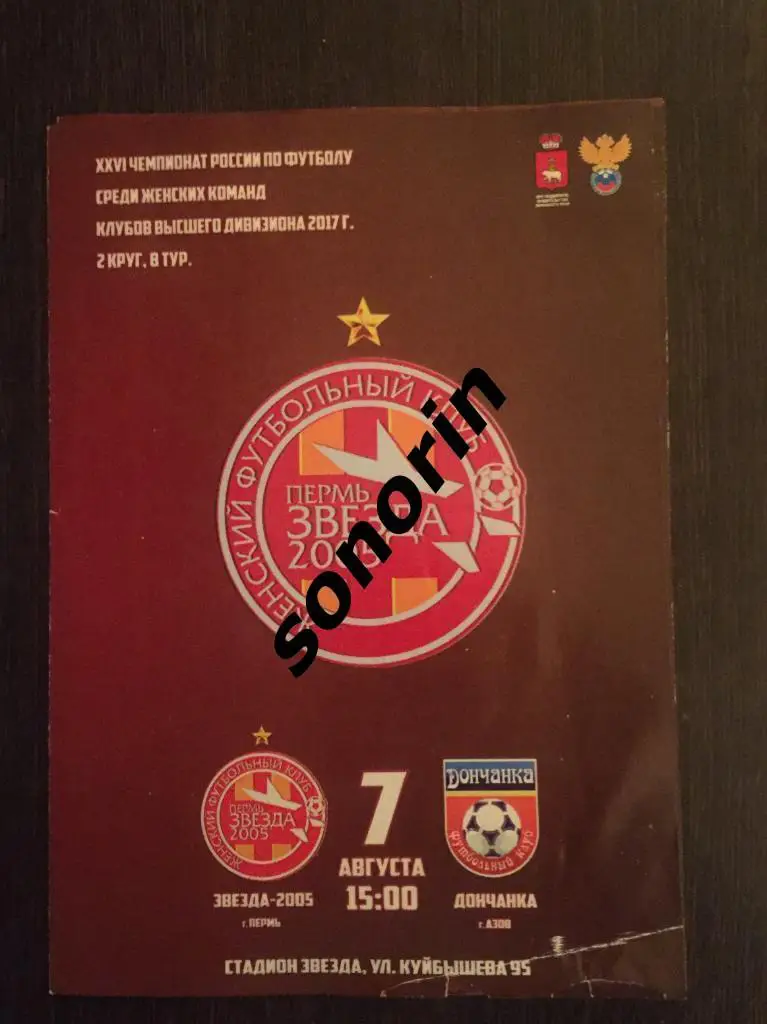 XXVI ЧЕМПИОНАТ РОССИИ ПО ФУТБОЛУ
СРЕДИ ЖЕНСКИХ КОМАНД
КЛУБОВ ВЫСШЕГО ДИВИЗИОНА 2017 Г.
2 КРУГ, 8 ТУР.
ЖЕНСКИЙ ФУТБОЛЬНЫЙ КЛУБ
ПЕРМЬ
ЗВЕЗДА
2005
sonorin
ЖЕНСКИЙ ФУТБОЛЬНЫЙ КЛУБ
ПЕРМЬ
ЗВЕЗДА
2005
ЗВЕЗДА-2005
Г. ПЕРМЬ
7
АВГУСТА
15:00
ДОНЧАНКА
ФУТБОЛЬНЫЙ КЛУБ
ДОНЧАНКА
Г. АЗОВ
СТАДИОН ЗВЕЗДА, УЛ. КУЙБЫШЕВА 95